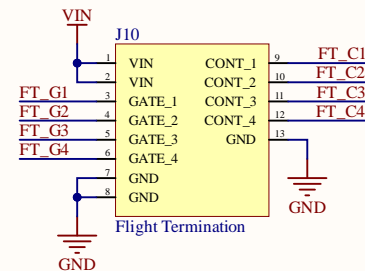 VIN
J10
1 VIN CONT_1 9 FT_C1
2 VIN CONT_2 10 FT_C2
FT_G1 3 GATE_1 CONT_3 11 FT_C3
FT_G2 4 GATE_2 CONT_4 12 FT_C4
FT_G3 5 GATE_3 GND 13
FT_G4 6 GATE_4
7 GND
8 GND
GND
Flight Termination
GND